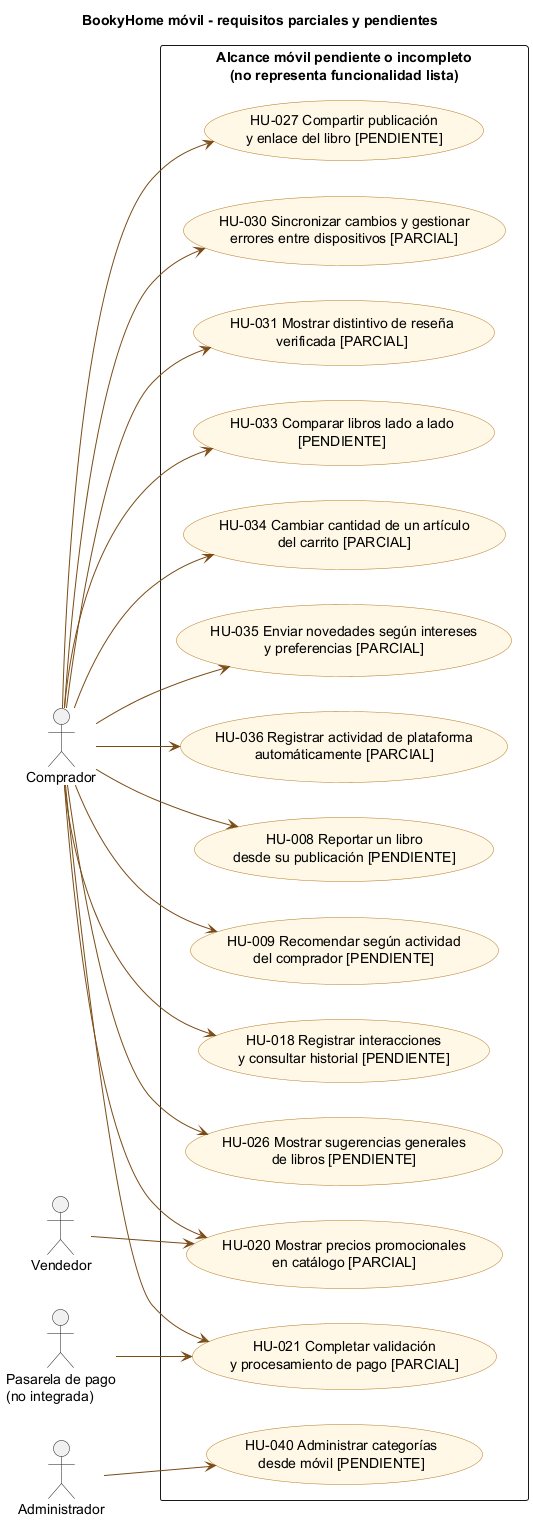 BookyHome móvil - requisitos parciales y pendientes
Alcance móvil pendiente o incompleto
(no representa funcionalidad lista)
HU-027 Compartir publicación
y enlace del libro [PENDIENTE]
HU-030 Sincronizar cambios y gestionar
errores entre dispositivos [PARCIAL]
HU-031 Mostrar distintivo de reseña
verificada [PARCIAL]
HU-033 Comparar libros lado a lado
[PENDIENTE]
HU-034 Cambiar cantidad de un artículo
del carrito [PARCIAL]
HU-035 Enviar novedades según intereses
y preferencias [PARCIAL]
HU-036 Registrar actividad de plataforma
automáticamente [PARCIAL]
Comprador
HU-008 Reportar un libro
desde su publicación [PENDIENTE]
HU-009 Recomendar según actividad
del comprador [PENDIENTE]
HU-018 Registrar interacciones
y consultar historial [PENDIENTE]
HU-026 Mostrar sugerencias generales
de libros [PENDIENTE]
HU-020 Mostrar precios promocionales
en catálogo [PARCIAL]
Vendedor
HU-021 Completar validación
y procesamiento de pago [PARCIAL]
Pasarela de pago
(no integrada)
HU-040 Administrar categorías
desde móvil [PENDIENTE]
Administrador